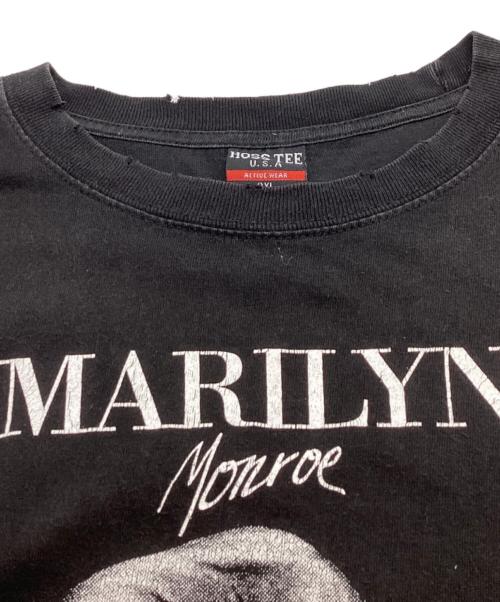 HOSS TEE
U.S.A
ACTIVE WEAR
MARILYN
Monroe